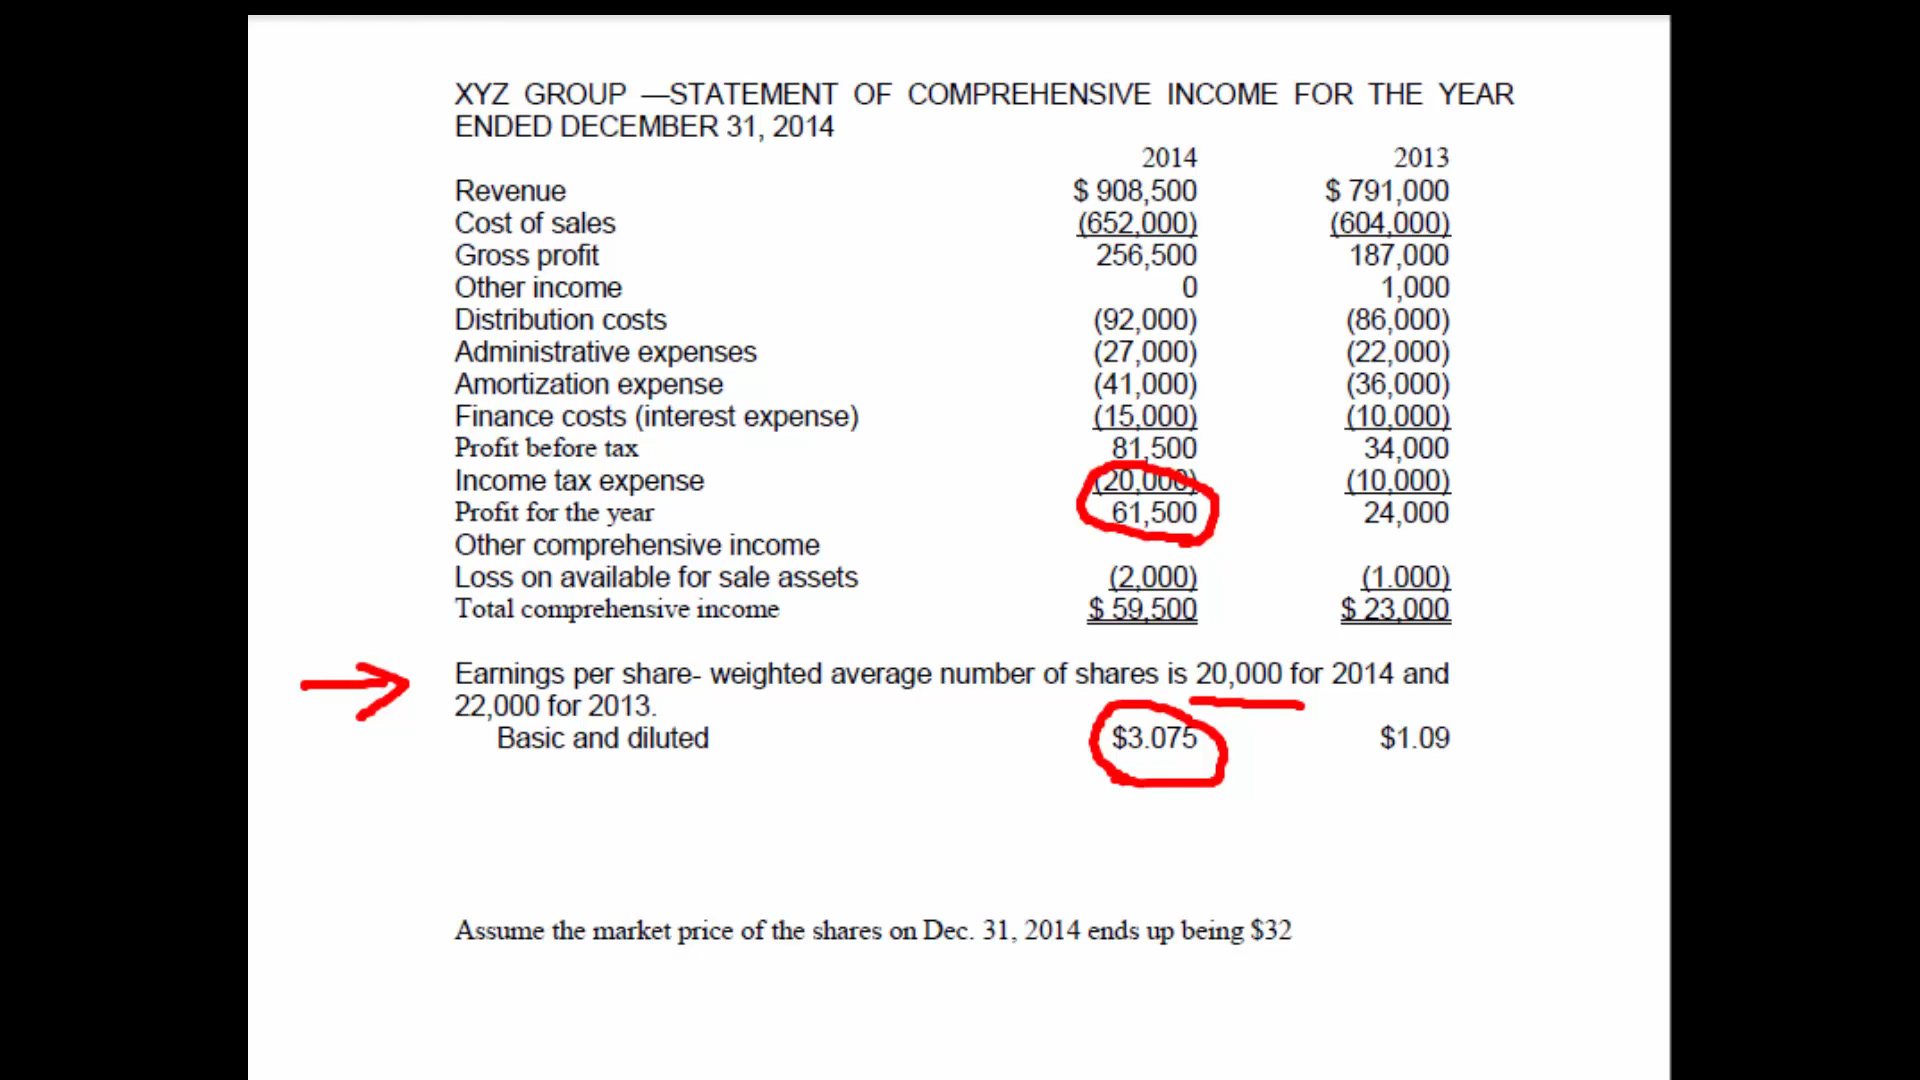 XYZ GROUP —STATEMENT OF COMPREHENSIVE INCOME FOR THE YEAR
ENDED DECEMBER 31, 2014
2014 2013
Revenue $ 908,500 $ 791,000
Cost of sales (652,000) (604,000)
Gross profit 256,500 187,000
Other income 0 1,000
Distribution costs (92,000) (86,000)
Administrative expenses (27,000) (22,000)
Amortization expense (41,000) (36,000)
Finance costs (interest expense) (15,000) (10,000)
Profit before tax 81,500 34,000
Income tax expense (20,000) (10,000)
Profit for the year 61,500 24,000
Other comprehensive income
Loss on available for sale assets (2,000) (1.000)
Total comprehensive income $ 59,500 $ 23,000
Earnings per share- weighted average number of shares is 20,000 for 2014 and
22,000 for 2013.
Basic and diluted $3.075 $1.09
Assume the market price of the shares on Dec. 31, 2014 ends up being $32